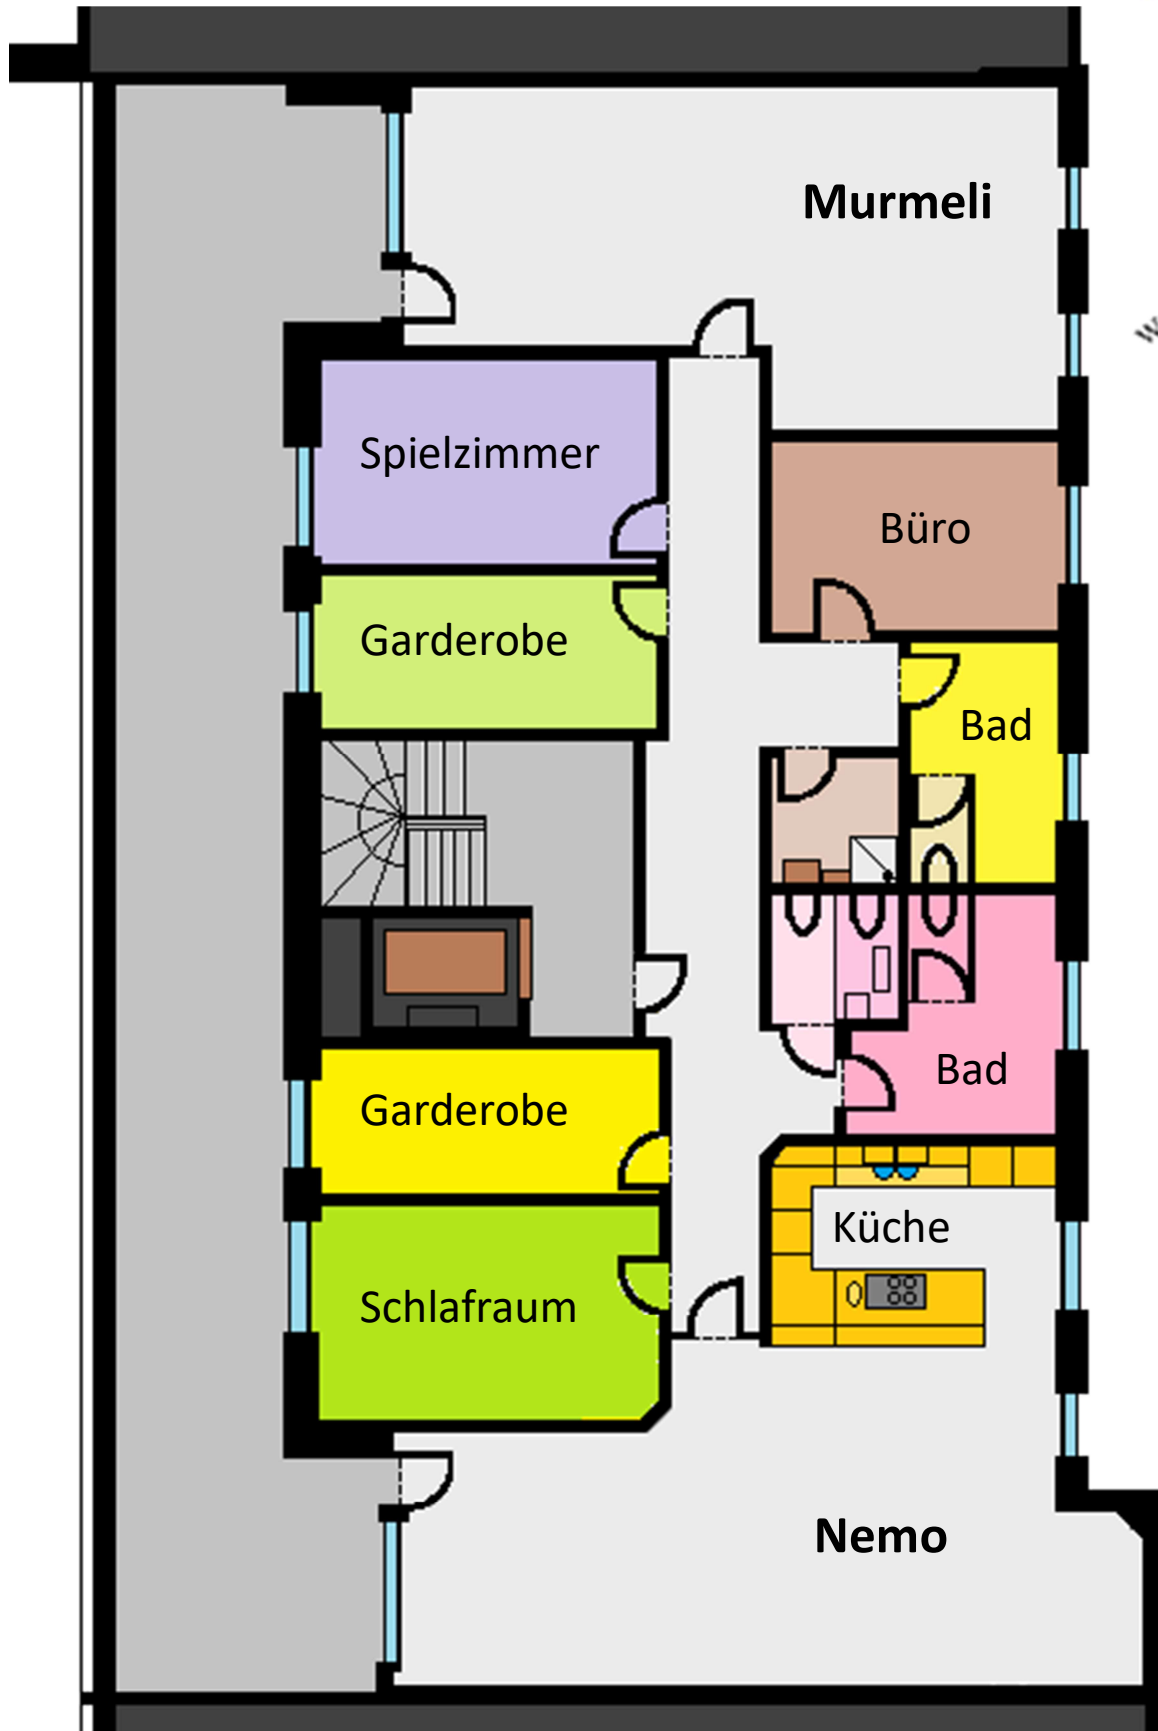 Murmeli
w
Spielzimmer
Büro
Garderobe
Bad
Bad
Garderobe
Küche
Schlafraum
Nemo